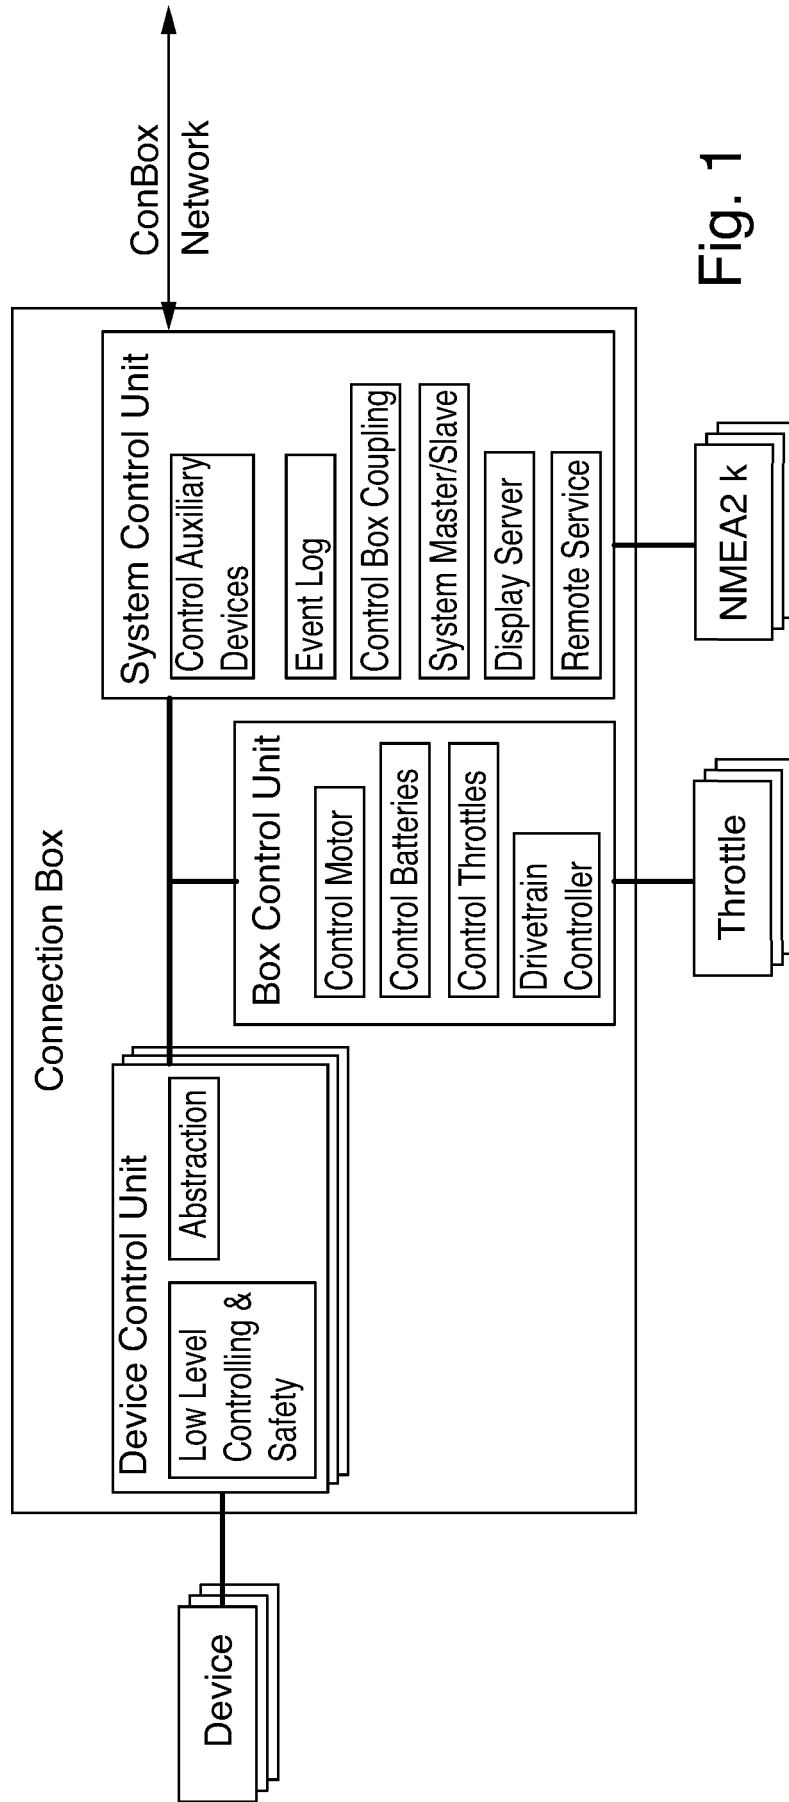 Connection Box
Device
Device Control Unit
Low Level
Controlling &
Safety
Abstraction
Box Control Unit
Control Motor
Control Batteries
Control Throttles
Drivetrain
Controller
System Control Unit
Control Auxiliary
Devices
Event Log
Control Box Coupling
System Master/Slave
Display Server
Remote Service
ConBox
Network
Throttle
NMEA2 k
Fig. 1